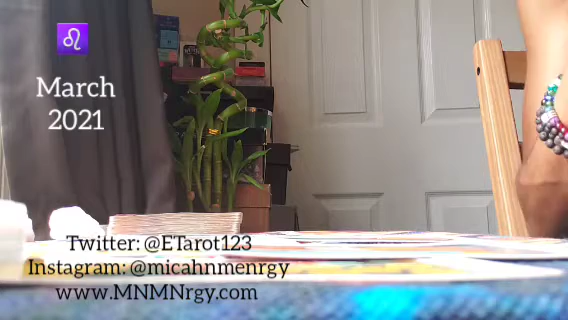 ♌
March
2021
Twitter: @ETarot123
Instagram: @micahnmenrgy
www.MNMNrgy.com